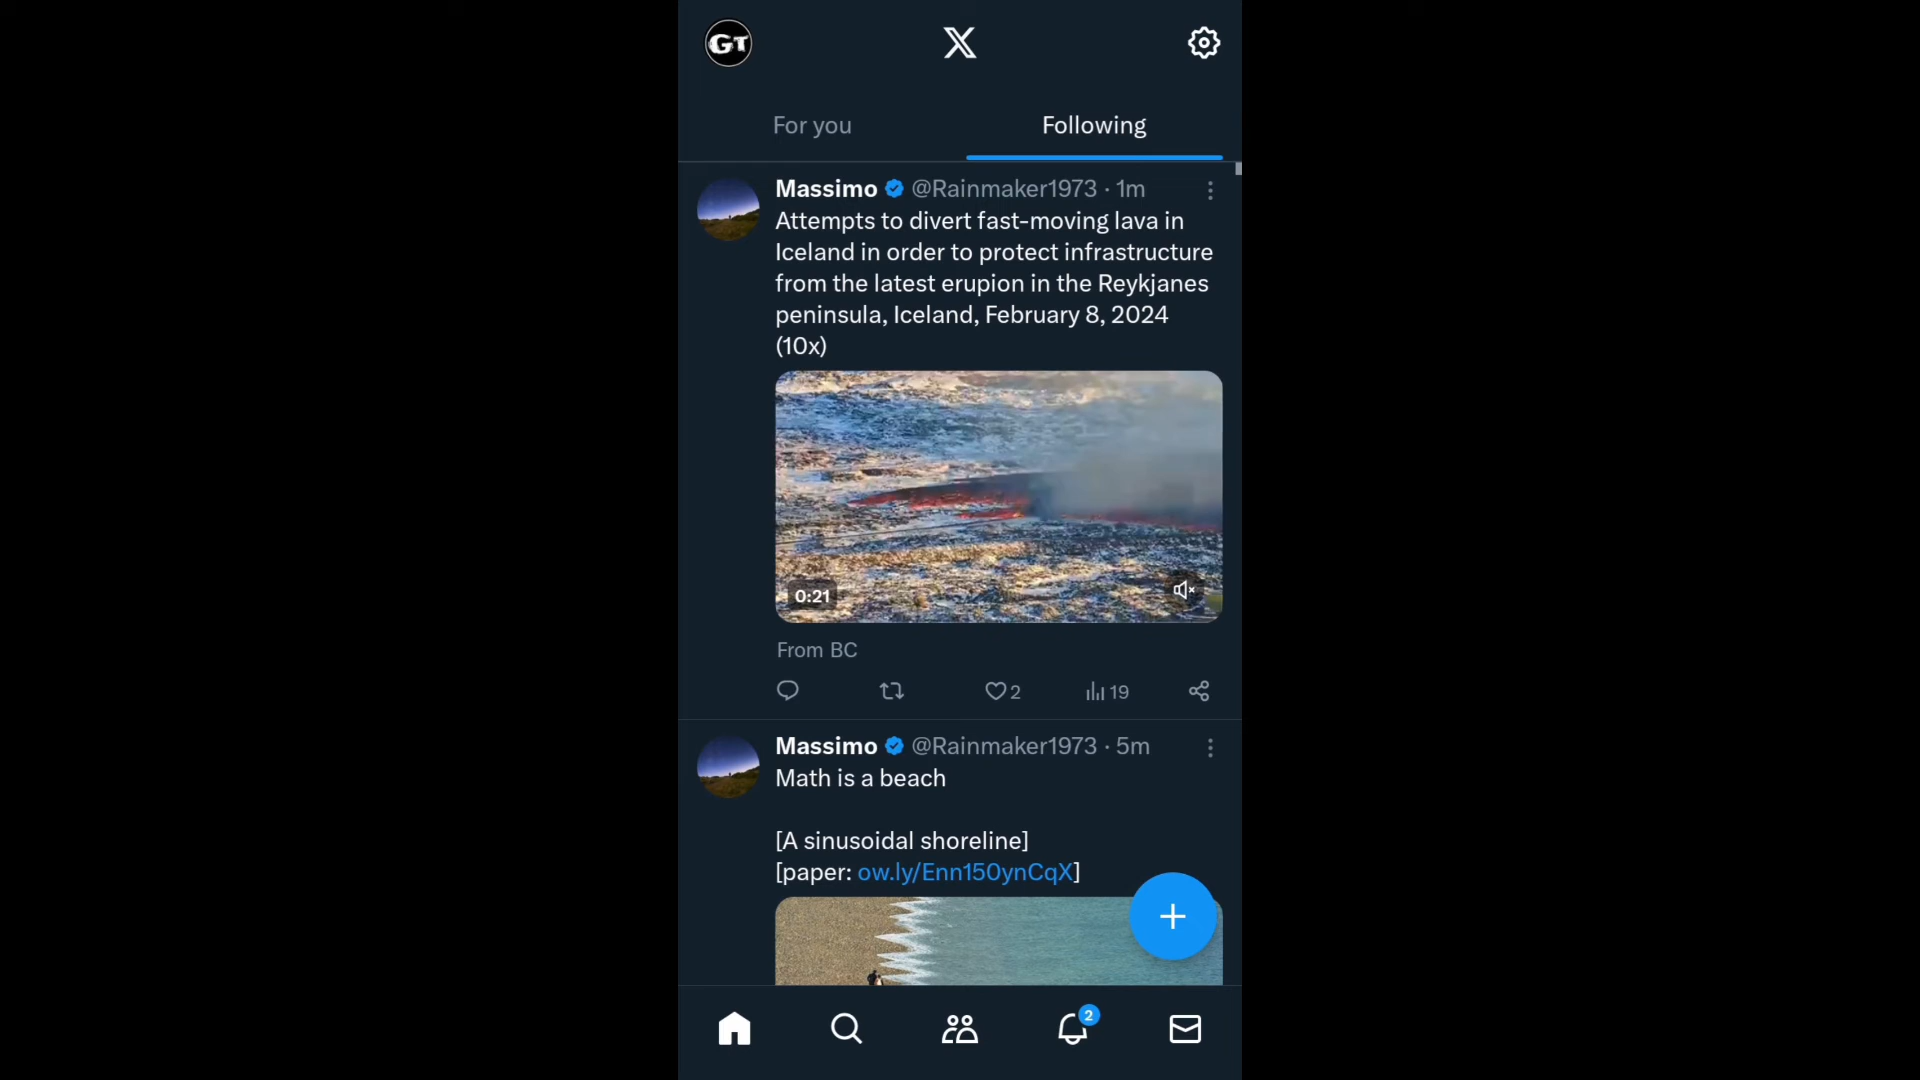 GT
X
For you
Following
Massimo @Rainmaker1973 · 1m
Attempts to divert fast-moving lava in
Iceland in order to protect infrastructure
from the latest erupion in the Reykjanes
peninsula, Iceland, February 8, 2024
(10x)
0:21
From BC
2
19
Massimo @Rainmaker1973 · 5m
Math is a beach
[A sinusoidal shoreline]
[paper: ow.ly/Enn150ynCqX]
2